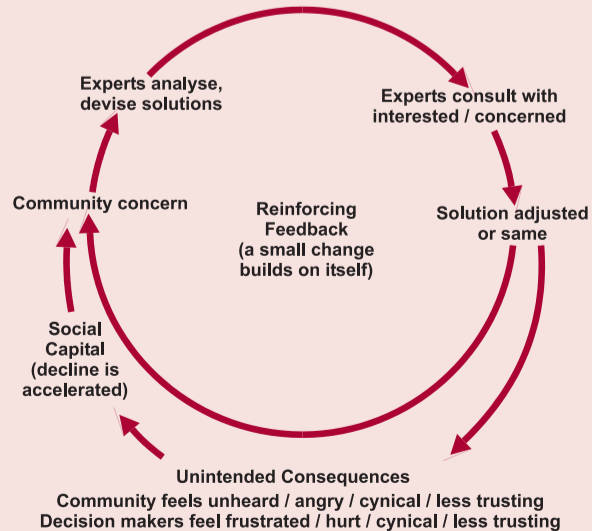 Experts analyse,
devise solutions
Experts consult with
interested / concerned
Community concern
Reinforcing
Feedback
(a small change
builds on itself)
Solution adjusted
or same
Social
Capital
(decline is
accelerated)
Unintended Consequences
Community feels unheard / angry / cynical / less trusting
Decision makers feel frustrated / hurt / cynical / less trusting